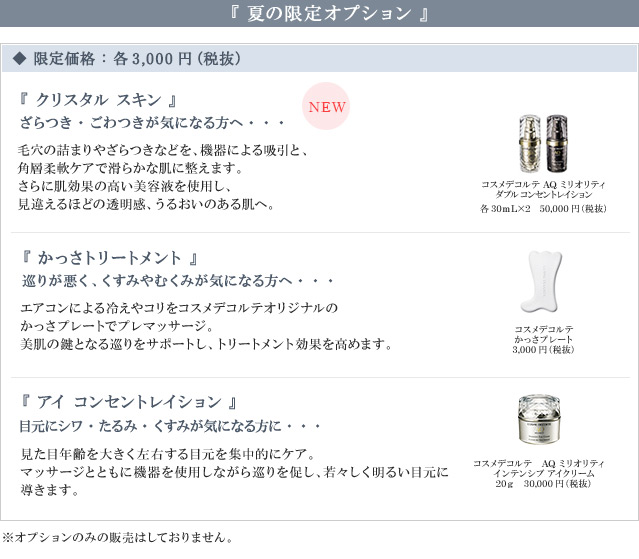 『 夏の限定オプション 』
◆ 限定価格：各3,000円（税抜）
『 クリスタル スキン 』
NEW
ざらつき・ごわつきが気になる方へ・・・
毛穴の詰まりやざらつきなどを、機器による吸引と、
角層柔軟ケアで滑らかな肌に整えます。
さらに肌効果の高い美容液を使用し、
見違えるほどの透明感、うるおいのある肌へ。
コスメデコルテ AQ ミリオリティ
ダブル コンセントレイション
各30mL×2　50,000円（税抜）
『 かっさトリートメント 』
巡りが悪く、くすみやむくみが気になる方へ・・・
エアコンによる冷えやコリをコスメデコルテオリジナルの
かっさプレートでプレマッサージ。
美肌の鍵となる巡りをサポートし、トリートメント効果を高めます。
コスメデコルテ
かっさプレート
3,000円（税抜）
『 アイ コンセントレイション 』
目元にシワ・たるみ・くすみが気になる方に・・・
見た目年齢を大きく左右する目元を集中的にケア。
マッサージとともに機器を使用しながら巡りを促し、若々しく明るい目元に
導きます。
コスメデコルテ　AQ ミリオリティ
インテンシブ アイクリーム
20g　30,000円（税抜）
※オプションのみの販売はしておりません。